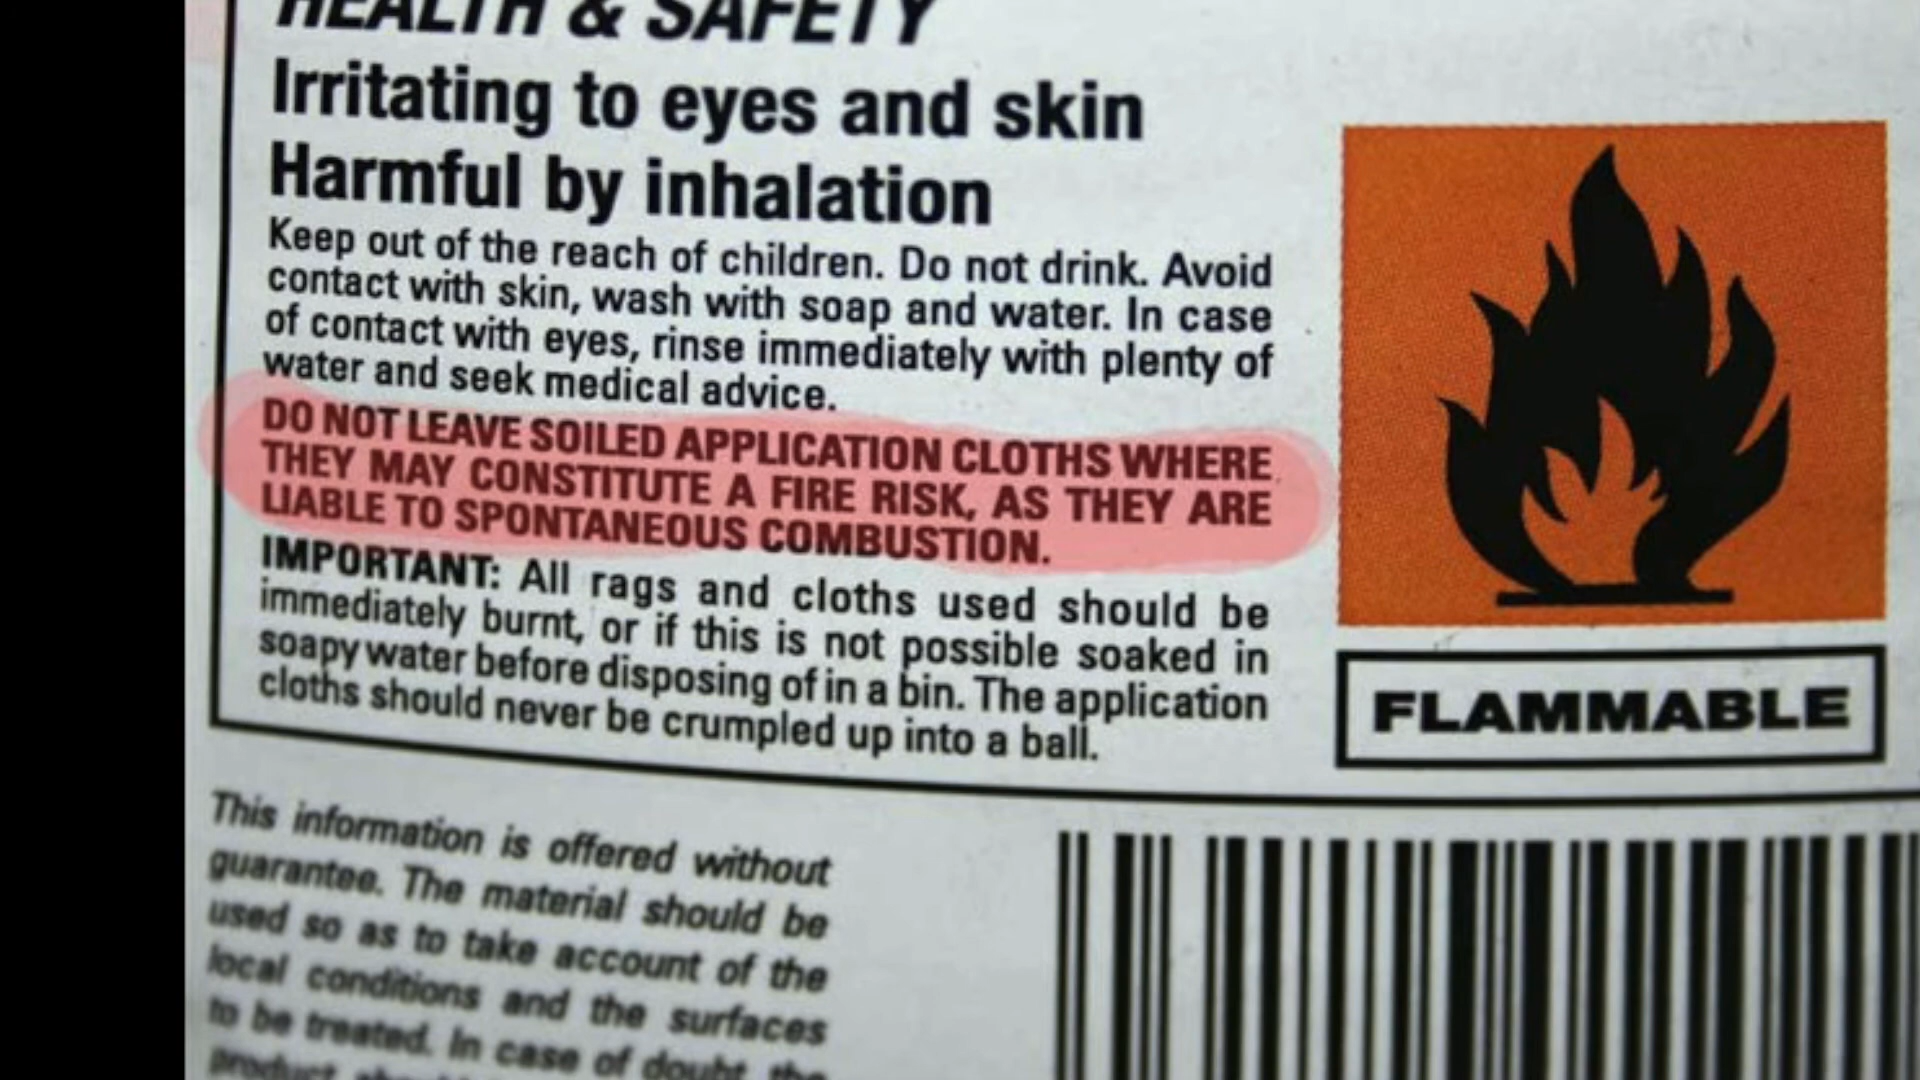 HEALTH & SAFETY
Irritating to eyes and skin
Harmful by inhalation
Keep out of the reach of children. Do not drink. Avoid
contact with skin, wash with soap and water. In case
of contact with eyes, rinse immediately with plenty of
water and seek medical advice.
DO NOT LEAVE SOILED APPLICATION CLOTHS WHERE
THEY MAY CONSTITUTE A FIRE RISK, AS THEY ARE
LIABLE TO SPONTANEOUS COMBUSTION.
IMPORTANT: All rags and cloths used should be
immediately burnt, or if this is not possible soaked in
soapy water before disposing of in a bin. The application
cloths should never be crumpled up into a ball.
FLAMMABLE
This information is offered without
guarantee. The material should be
used so as to take account of the
local conditions and the surfaces
to be treated. In case of doubt, the
product